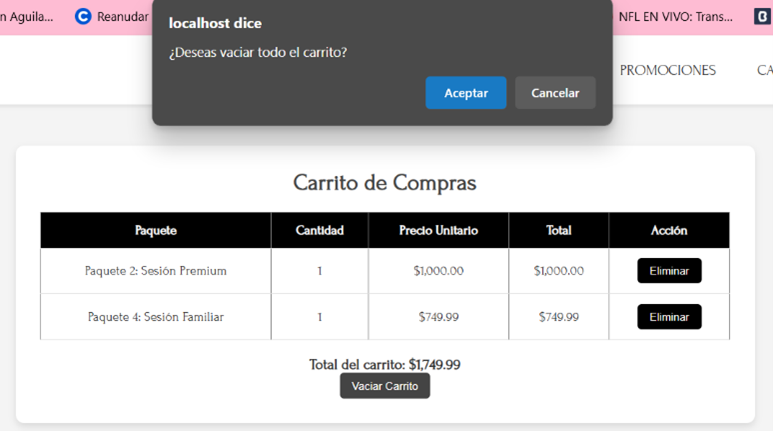 n Aguila...
Reanudar
NFL EN VIVO: Trans...
localhost dice
¿Deseas vaciar todo el carrito?
Aceptar Cancelar
PROMOCIONES CA
Carrito de Compras
Paquete Cantidad Precio Unitario Total Acción
Paquete 2: Sesión Premium 1 $1,000.00 $1,000.00 Eliminar
Paquete 4: Sesión Familiar 1 $749.99 $749.99 Eliminar
Total del carrito: $1,749.99
Vaciar Carrito